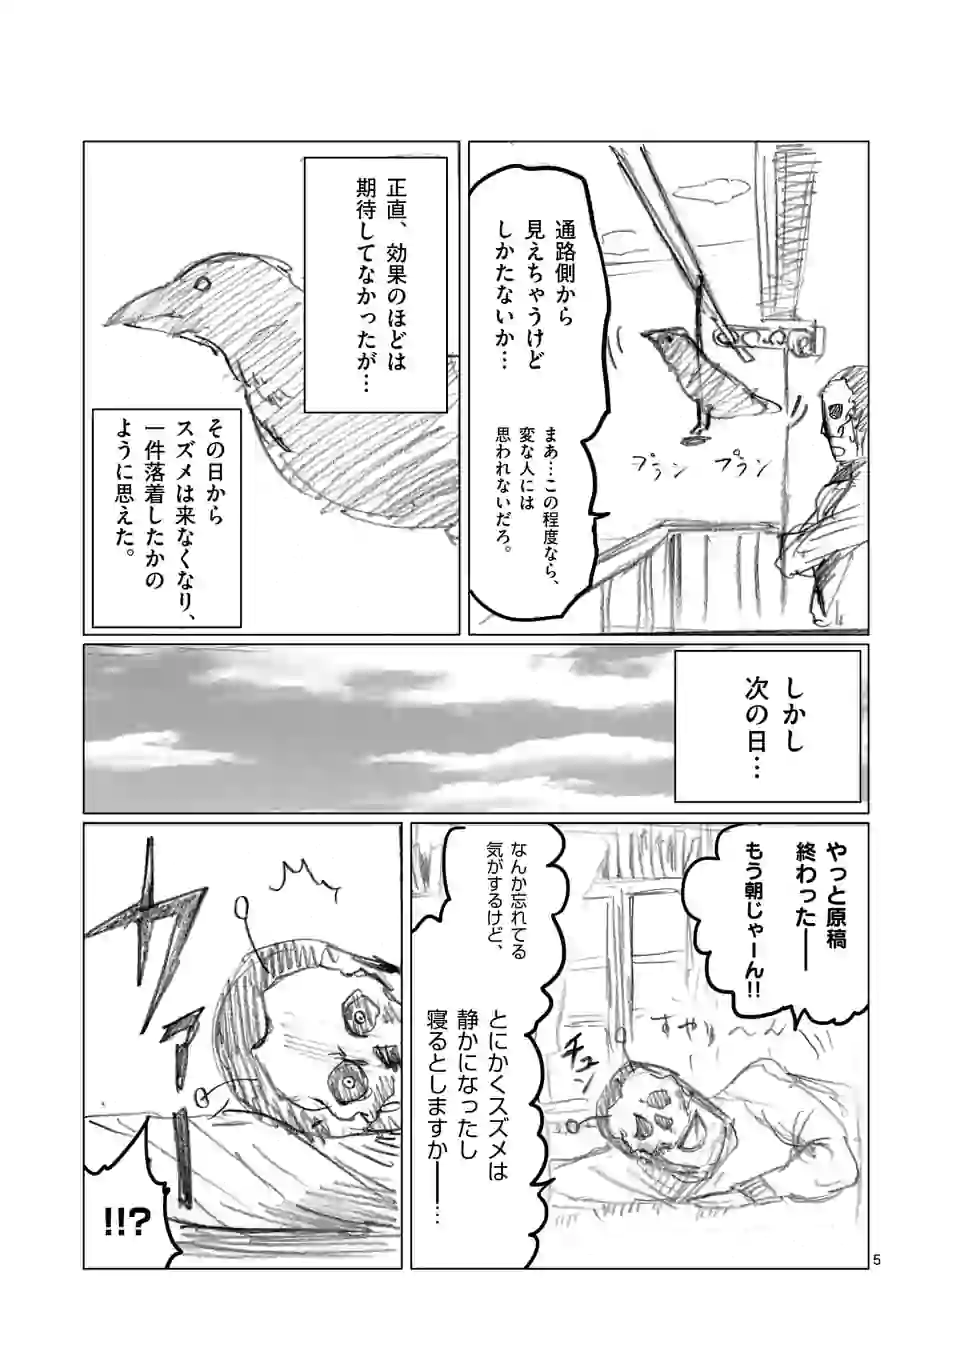 通路側から
見えちゃうけど
しかたないか…
まあ…この程度なら、
変な人には
思われないだろ。
プラン プラン
正直、効果のほどは
期待してなかったが…
その日から
スズメは来なくなり、
一件落着したかの
ように思えた。
しかし
次の日…
やっと原稿
終わった――
もう朝じゃーん!!
すやり〜ん
チュン
なんか忘れてる
気がするけど、
とにかくスズメは
静かになったし
寝るとしますか――…
!!?
5